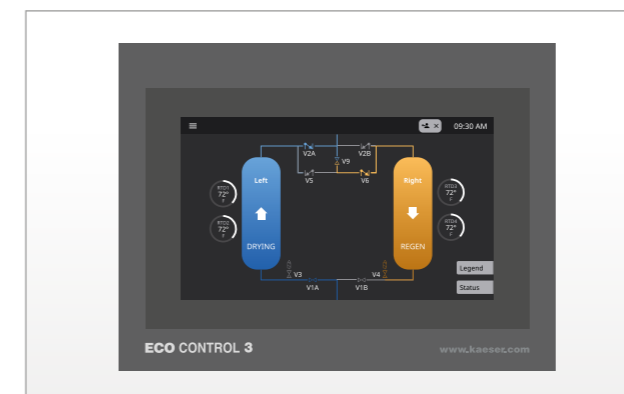 09:30 AM
V2A
V2B
V9
V5
V6
Left
Right
RTD1
72°
F
RTD2
72°
F
RTD3
72°
F
RTD4
72°
F
DRYING
REGEN
V3
V4
V1A
V1B
Legend
Status
ECO CONTROL 3
www.kaeser.com